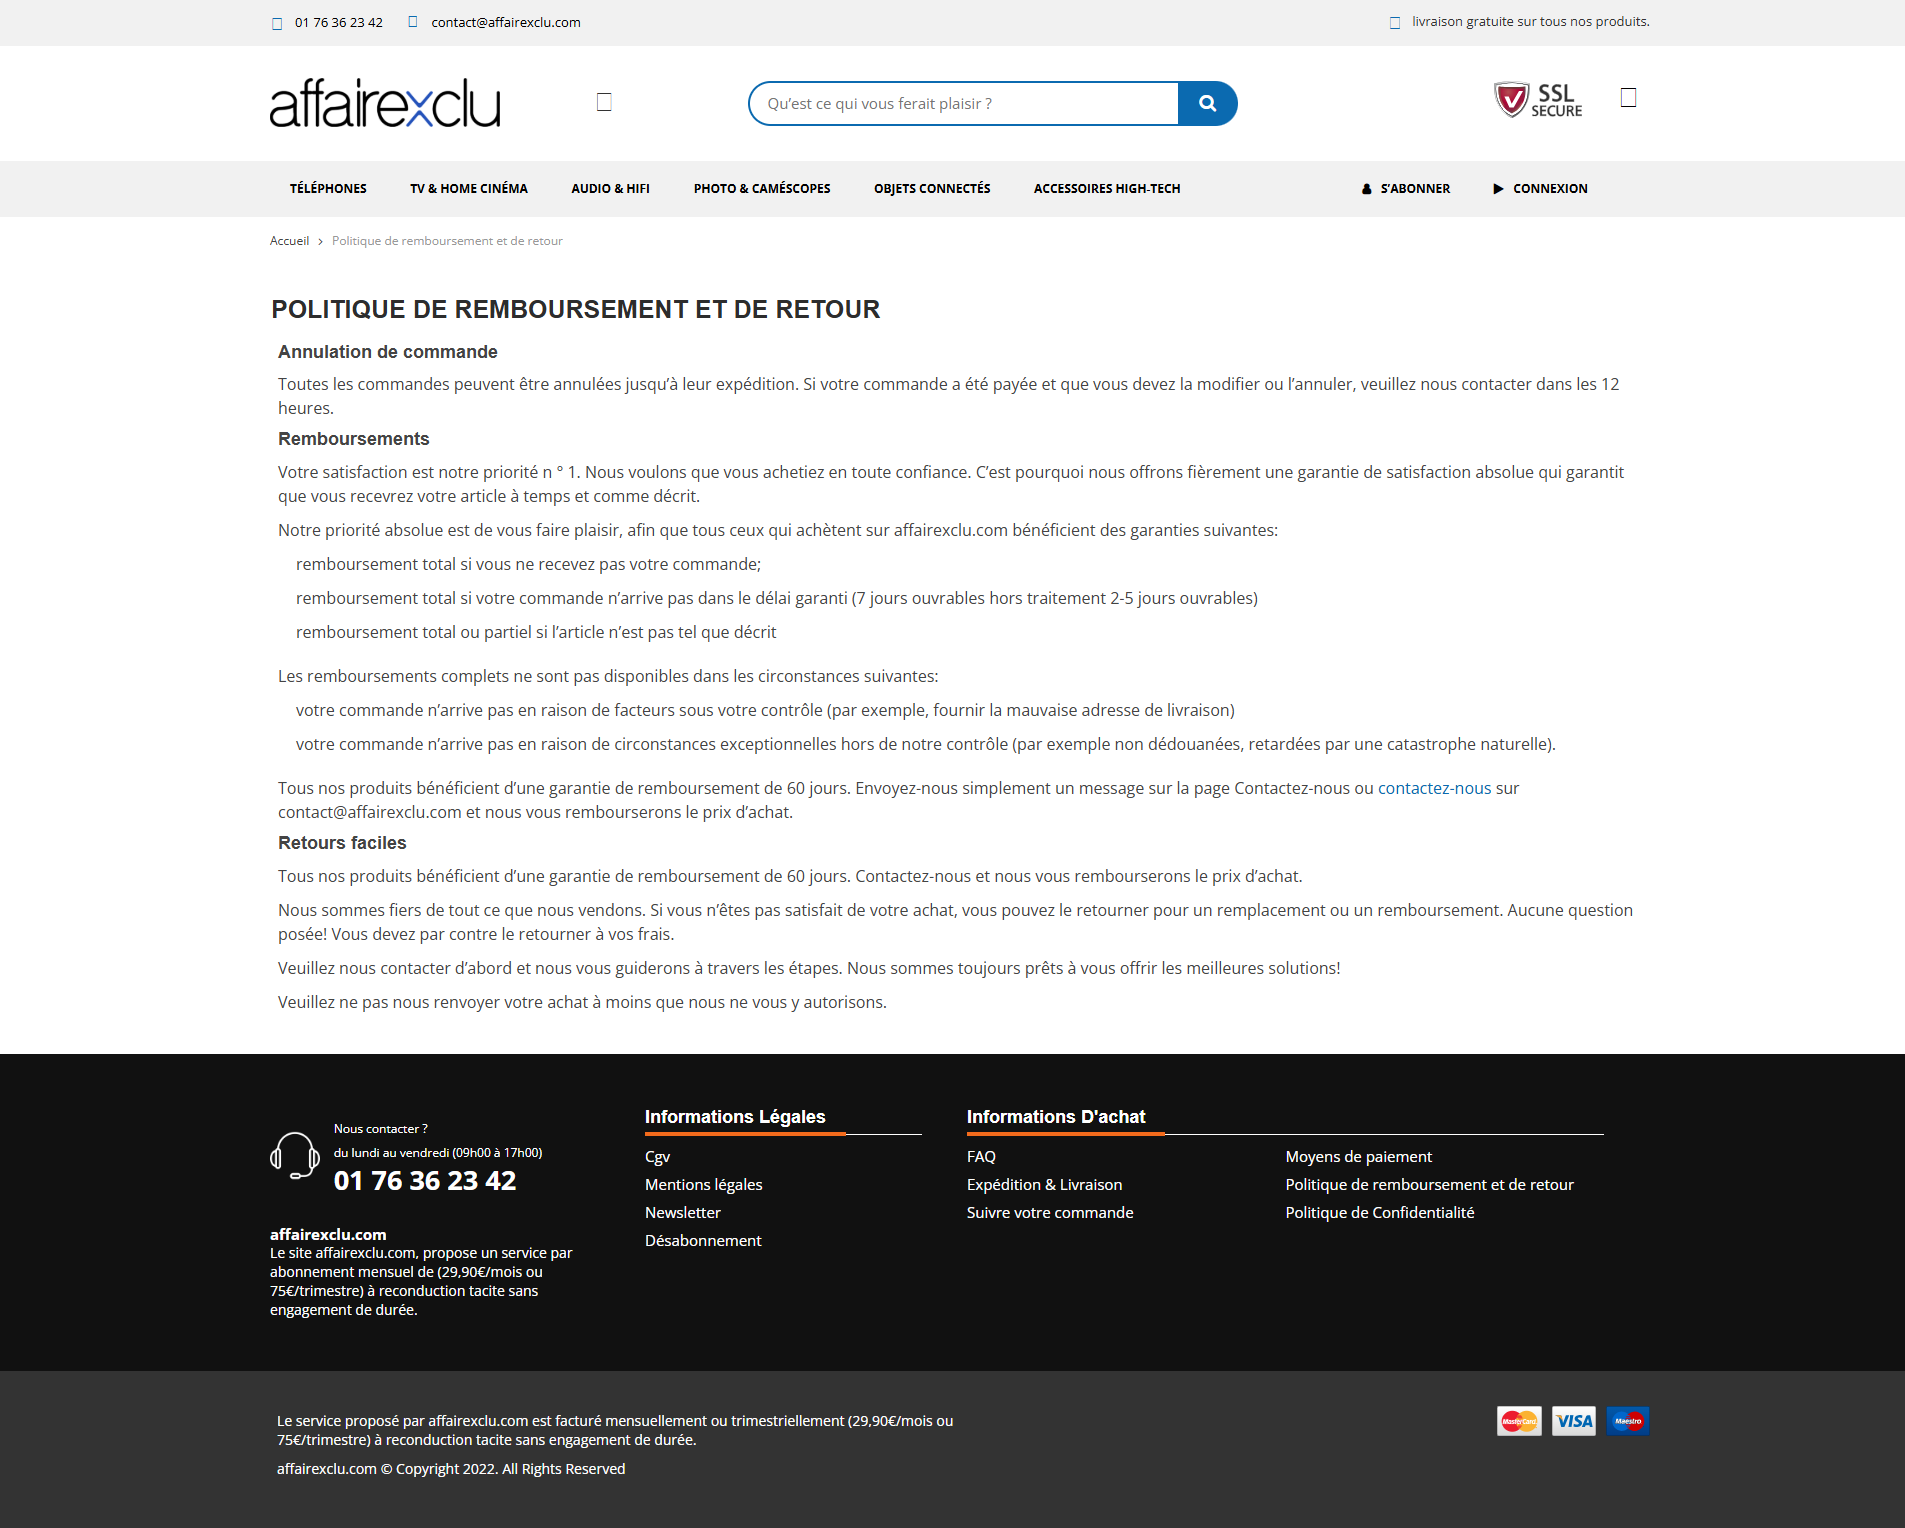 01 76 36 23 42
contact@affairexclu.com
livraison gratuite sur tous nos produits.
affairexclu
Qu'est ce qui vous ferait plaisir ?
SSL
SECURE
TÉLÉPHONES
TV & HOME CINÉMA
AUDIO & HIFI
PHOTO & CAMÉSCOPES
OBJETS CONNECTÉS
ACCESSOIRES HIGH-TECH
S’ABONNER
CONNEXION
Accueil > Politique de remboursement et de retour
POLITIQUE DE REMBOURSEMENT ET DE RETOUR
Annulation de commande
Toutes les commandes peuvent être annulées jusqu’à leur expédition. Si votre commande a été payée et que vous devez la modifier ou l’annuler, veuillez nous contacter dans les 12
heures.
Remboursements
Votre satisfaction est notre priorité n ° 1. Nous voulons que vous achetiez en toute confiance. C’est pourquoi nous offrons fièrement une garantie de satisfaction absolue qui garantit
que vous recevrez votre article à temps et comme décrit.
Notre priorité absolue est de vous faire plaisir, afin que tous ceux qui achètent sur affairexclu.com bénéficient des garanties suivantes:
remboursement total si vous ne recevez pas votre commande;
remboursement total si votre commande n’arrive pas dans le délai garanti (7 jours ouvrables hors traitement 2-5 jours ouvrables)
remboursement total ou partiel si l’article n’est pas tel que décrit
Les remboursements complets ne sont pas disponibles dans les circonstances suivantes:
votre commande n’arrive pas en raison de facteurs sous votre contrôle (par exemple, fournir la mauvaise adresse de livraison)
votre commande n’arrive pas en raison de circonstances exceptionnelles hors de notre contrôle (par exemple non dédouanées, retardées par une catastrophe naturelle).
Tous nos produits bénéficient d’une garantie de remboursement de 60 jours. Envoyez-nous simplement un message sur la page Contactez-nous ou contactez-nous sur
contact@affairexclu.com et nous vous rembourserons le prix d’achat.
Retours faciles
Tous nos produits bénéficient d’une garantie de remboursement de 60 jours. Contactez-nous et nous vous rembourserons le prix d’achat.
Nous sommes fiers de tout ce que nous vendons. Si vous n’êtes pas satisfait de votre achat, vous pouvez le retourner pour un remplacement ou un remboursement. Aucune question
posée! Vous devez par contre le retourner à vos frais.
Veuillez nous contacter d’abord et nous vous guiderons à travers les étapes. Nous sommes toujours prêts à vous offrir les meilleures solutions!
Veuillez ne pas nous renvoyer votre achat à moins que nous ne vous y autorisons.
Nous contacter ?
du lundi au vendredi (09h00 à 17h00)
01 76 36 23 42
affairexclu.com
Le site affairexclu.com, propose un service par
abonnement mensuel de (29,90€/mois ou
75€/trimestre) à reconduction tacite sans
engagement de durée.
Informations Légales
Cgv
Mentions légales
Newsletter
Désabonnement
Informations D'achat
FAQ
Expédition & Livraison
Suivre votre commande
Moyens de paiement
Politique de remboursement et de retour
Politique de Confidentialité
Le service proposé par affairexclu.com est facturé mensuellement ou trimestriellement (29,90€/mois ou
75€/trimestre) à reconduction tacite sans engagement de durée.
affairexclu.com © Copyright 2022. All Rights Reserved
MasterCard
VISA
Maestro